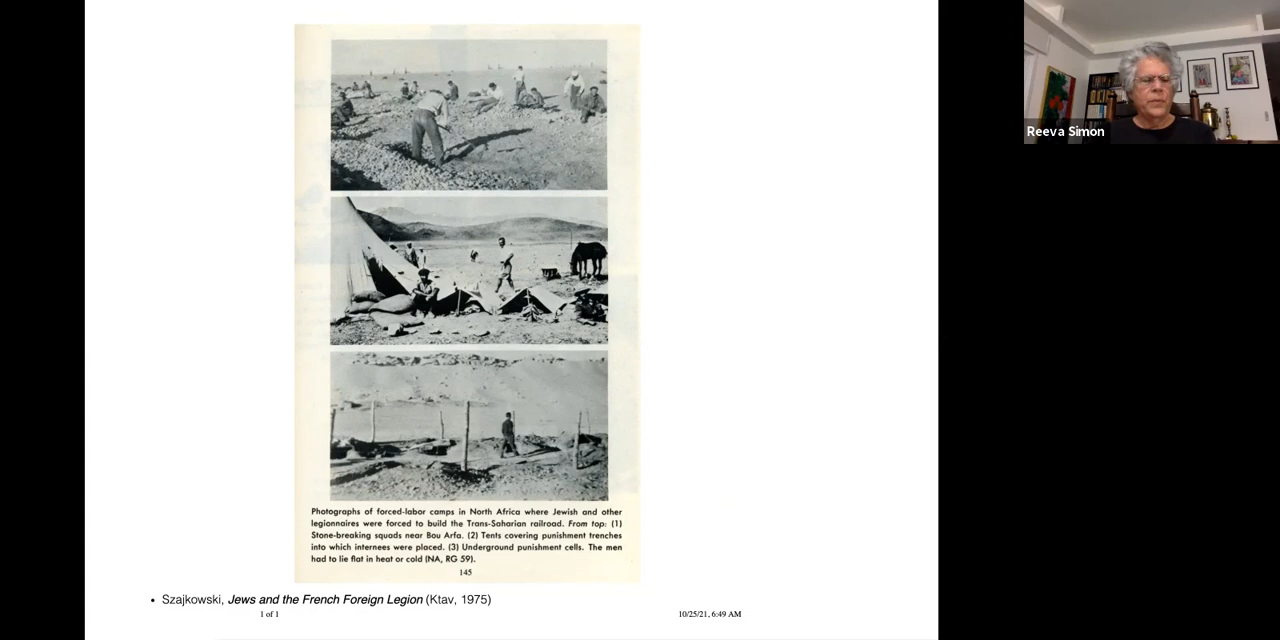 Reeva Simon
Photographs of forced-labor camps in North Africa where Jewish and other
legionnaires were forced to build the Trans-Saharian railroad. From top: (1)
Stone-breaking squads near Bou Arfa. (2) Tents covering punishment trenches
into which internees were placed. (3) Underground punishment cells. The men
had to lie flat in heat or cold (NA, RG 59).
145
• Szajkowski, Jews and the French Foreign Legion (Ktav, 1975)
1 of 1
10/25/21, 6:49 AM